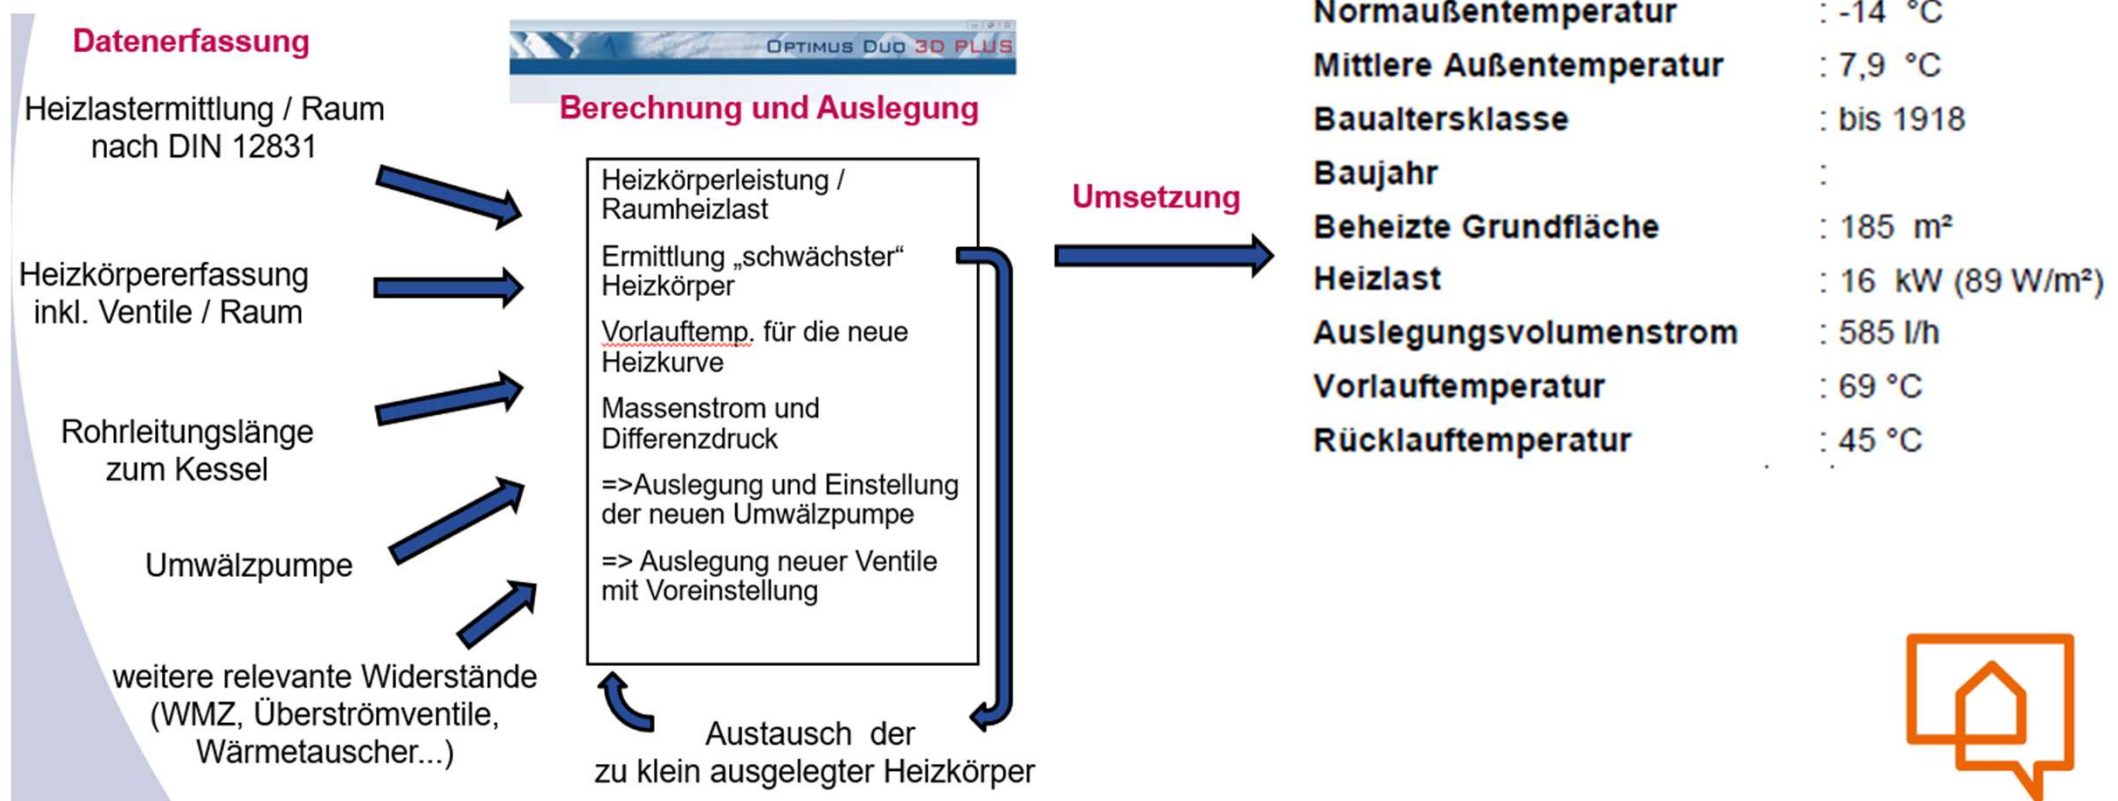 Datenerfassung
Heizlastermittlung / Raum
nach DIN 12831
Heizkörpererfassung
inkl. Ventile / Raum
Rohrleitungslänge
zum Kessel
Umwälzpumpe
weitere relevante Widerstände
(WMZ, Überströmventile,
Wärmetauscher...)
OPTIMUS DUO 3D PLUS
Berechnung und Auslegung
Heizkörperleistung /
Raumheizlast
Ermittlung „schwächster“
Heizkörper
Vorlauftemp. für die neue
Heizkurve
Massenstrom und
Differenzdruck
=>Auslegung und Einstellung
der neuen Umwälzpumpe
=> Auslegung neuer Ventile
mit Voreinstellung
Austausch der
zu klein ausgelegter Heizkörper
Umsetzung
Normaußentemperatur : -14 °C
Mittlere Außentemperatur : 7,9 °C
Baualtersklasse : bis 1918
Baujahr :
Beheizte Grundfläche : 185 m²
Heizlast : 16 kW (89 W/m²)
Auslegungsvolumenstrom : 585 l/h
Vorlauftemperatur : 69 °C
Rücklauftemperatur : 45 °C